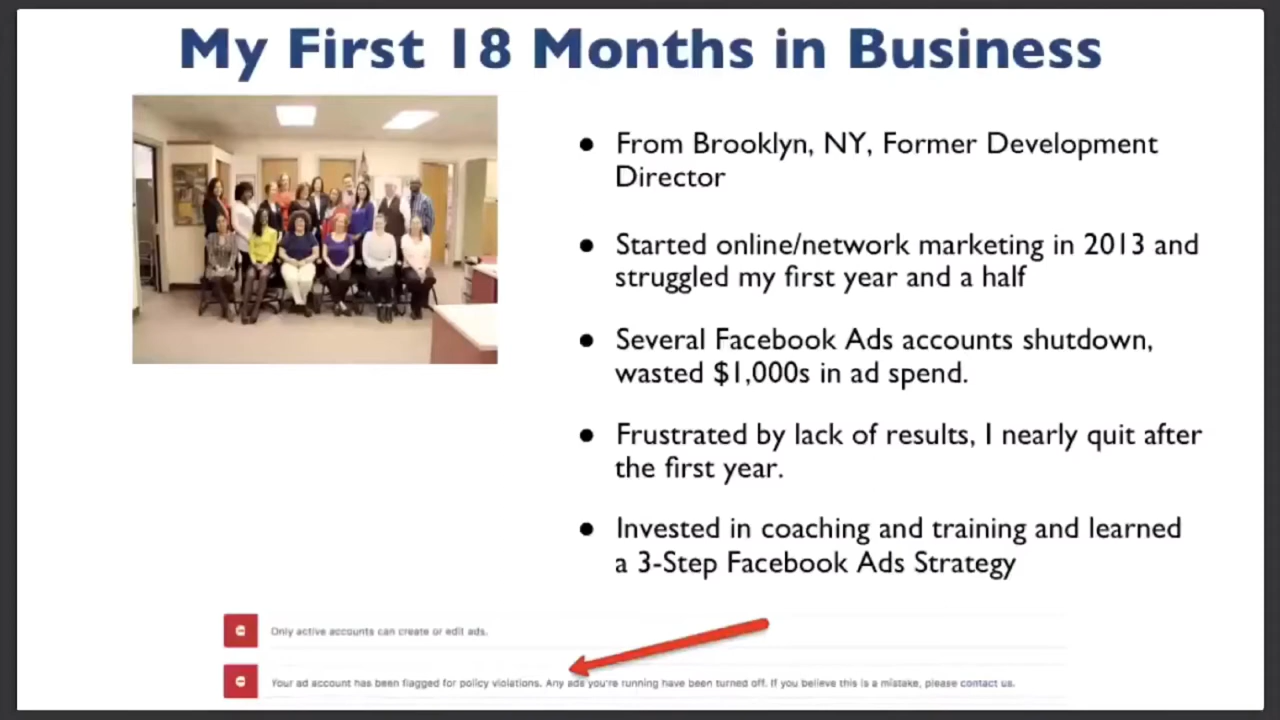 My First 18 Months in Business
● From Brooklyn, NY, Former Development
Director
● Started online/network marketing in 2013 and
struggled my first year and a half
● Several Facebook Ads accounts shutdown,
wasted $1,000s in ad spend.
● Frustrated by lack of results, I nearly quit after
the first year.
● Invested in coaching and training and learned
a 3-Step Facebook Ads Strategy
Only active accounts can create or edit ads.
Your ad account has been flagged for policy violations. Any ads you're running have been turned off. If you believe this is a mistake, please contact us.